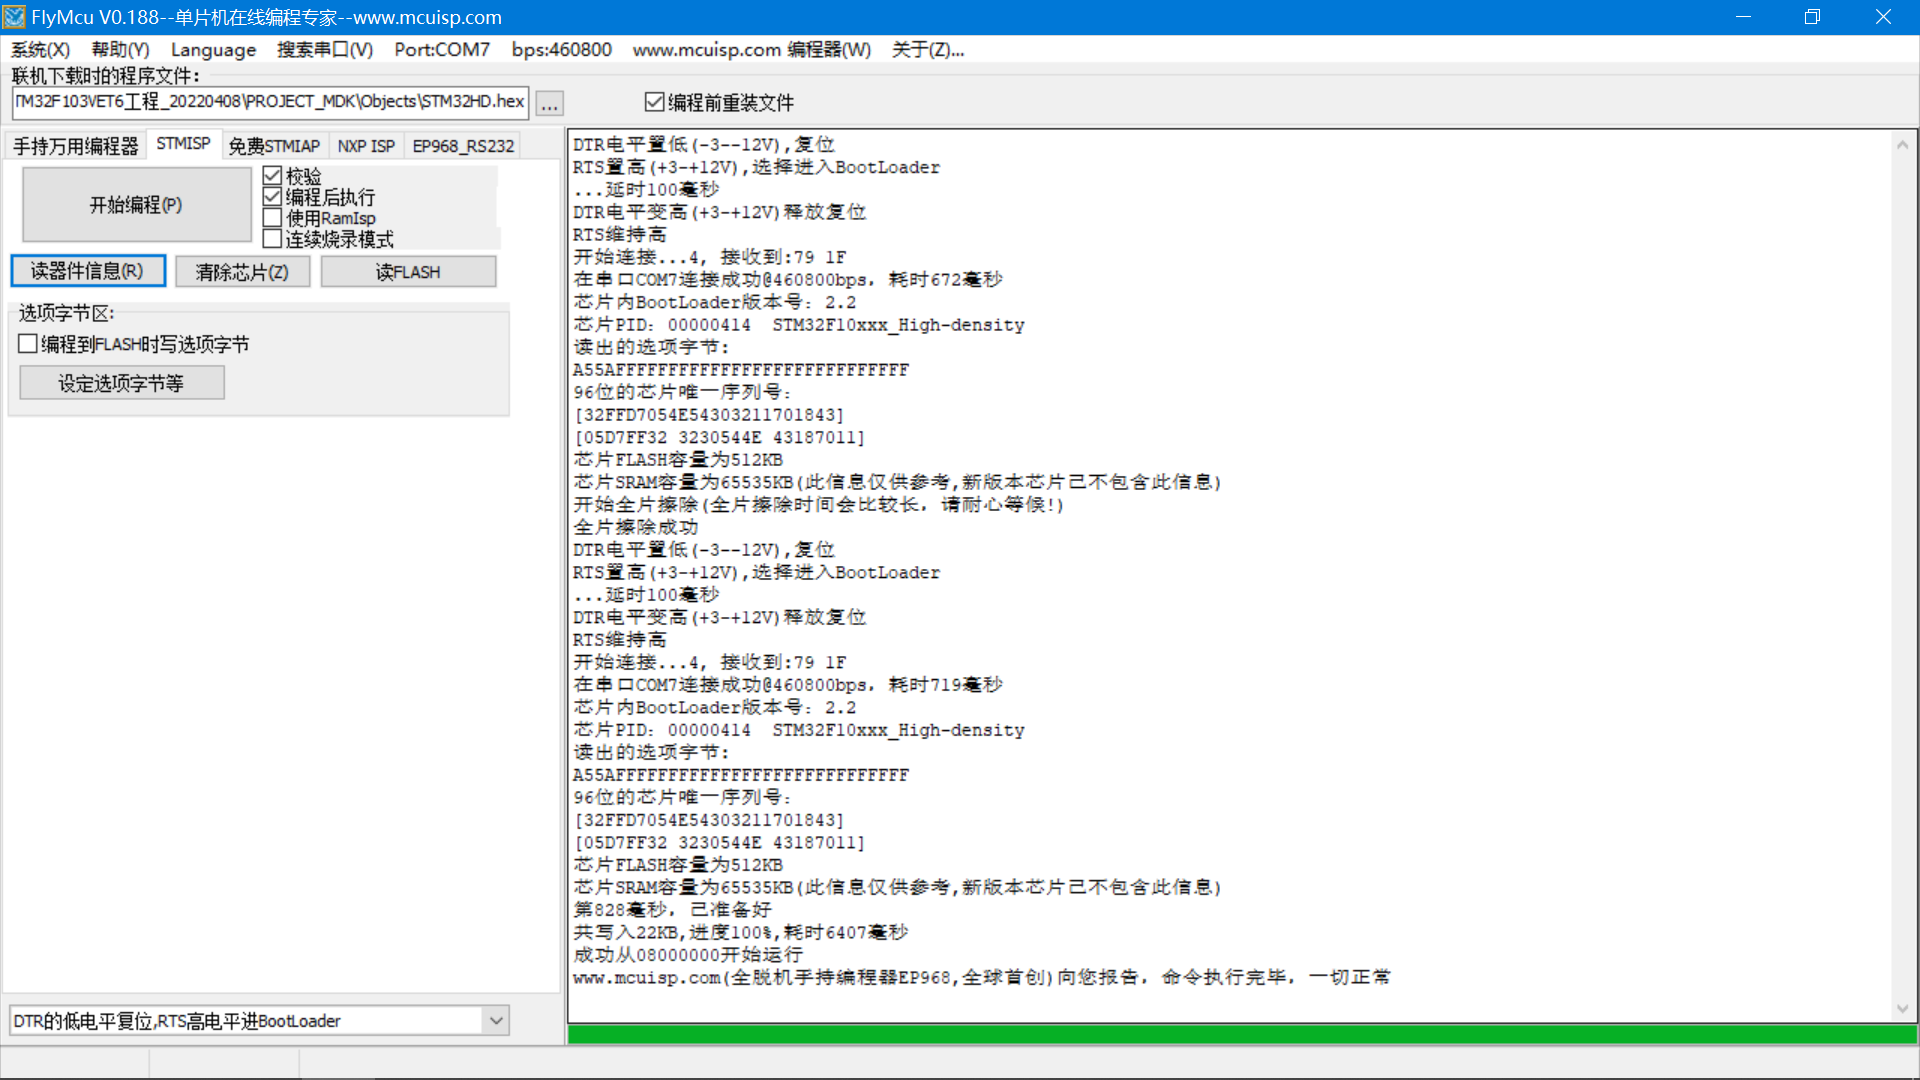 FlyMcu V0.188--单片机在线编程专家--www.mcuisp.com
系统(X) 帮助(Y) Language 搜索串口(V) Port:COM7 bps:460800 www.mcuisp.com 编程器(W) 关于(Z)...
联机下载时的程序文件:
TM32F103VET6工程_20220408\PROJECT_MDK\Objects\STM32HD.hex ... 编程前重装文件
手持万用编程器 STMISP 免费STMIAP NXP ISP EP968_RS232
开始编程(P)
校验
编程后执行
使用RamIsp
连续烧录模式
读器件信息(R) 清除芯片(Z) 读FLASH
选项字节区:
编程到FLASH时写选项字节
设定选项字节等
DTR的低电平复位,RTS高电平进BootLoader
DTR电平置低(-3--12V),复位
RTS置高(+3-+12V),选择进入BootLoader
...延时100毫秒
DTR电平变高(+3-+12V)释放复位
RTS维持高
开始连接...4, 接收到:79 1F
在串口COM7连接成功@460800bps, 耗时672毫秒
芯片内BootLoader版本号: 2.2
芯片PID: 00000414  STM32F10xxx_High-density
读出的选项字节:
A55AFFFFFFFFFFFFFFFFFFFFFFFFFFFF
96位的芯片唯一序列号:
[32FFD7054E54303211701843]
[05D7FF32 3230544E 43187011]
芯片FLASH容量为512KB
芯片SRAM容量为65535KB(此信息仅供参考,新版本芯片已不包含此信息)
开始全片擦除(全片擦除时间会比较长, 请耐心等候!)
全片擦除成功
DTR电平置低(-3--12V),复位
RTS置高(+3-+12V),选择进入BootLoader
...延时100毫秒
DTR电平变高(+3-+12V)释放复位
RTS维持高
开始连接...4, 接收到:79 1F
在串口COM7连接成功@460800bps, 耗时719毫秒
芯片内BootLoader版本号: 2.2
芯片PID: 00000414  STM32F10xxx_High-density
读出的选项字节:
A55AFFFFFFFFFFFFFFFFFFFFFFFFFFFF
96位的芯片唯一序列号:
[32FFD7054E54303211701843]
[05D7FF32 3230544E 43187011]
芯片FLASH容量为512KB
芯片SRAM容量为65535KB(此信息仅供参考,新版本芯片已不包含此信息)
第828毫秒, 已准备好
共写入22KB,进度100%,耗时6407毫秒
成功从08000000开始运行
www.mcuisp.com(全脱机手持编程器EP968,全球首创)向您报告, 命令执行完毕, 一切正常